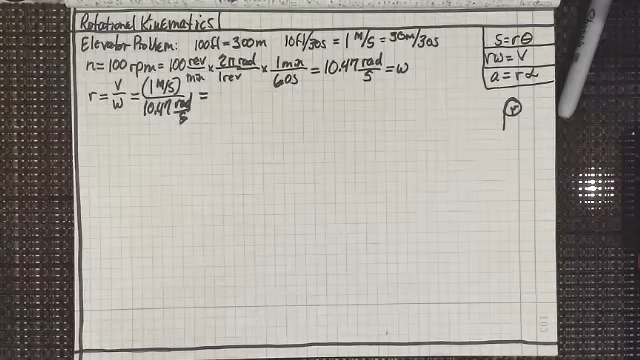 Rotational Kinematics
Elevator Problem: 100fl = 300m 10fl/30s = 1 m/s = 30m/30s
n = 100 rpm = 100 rev/min × 2π rad/1 rev × 1 min/60s = 10.47 rad/s = ω
r = v/ω = (1 m/s)/10.47 rad/s =
s = rθ
rω = v
a = rα
r
103